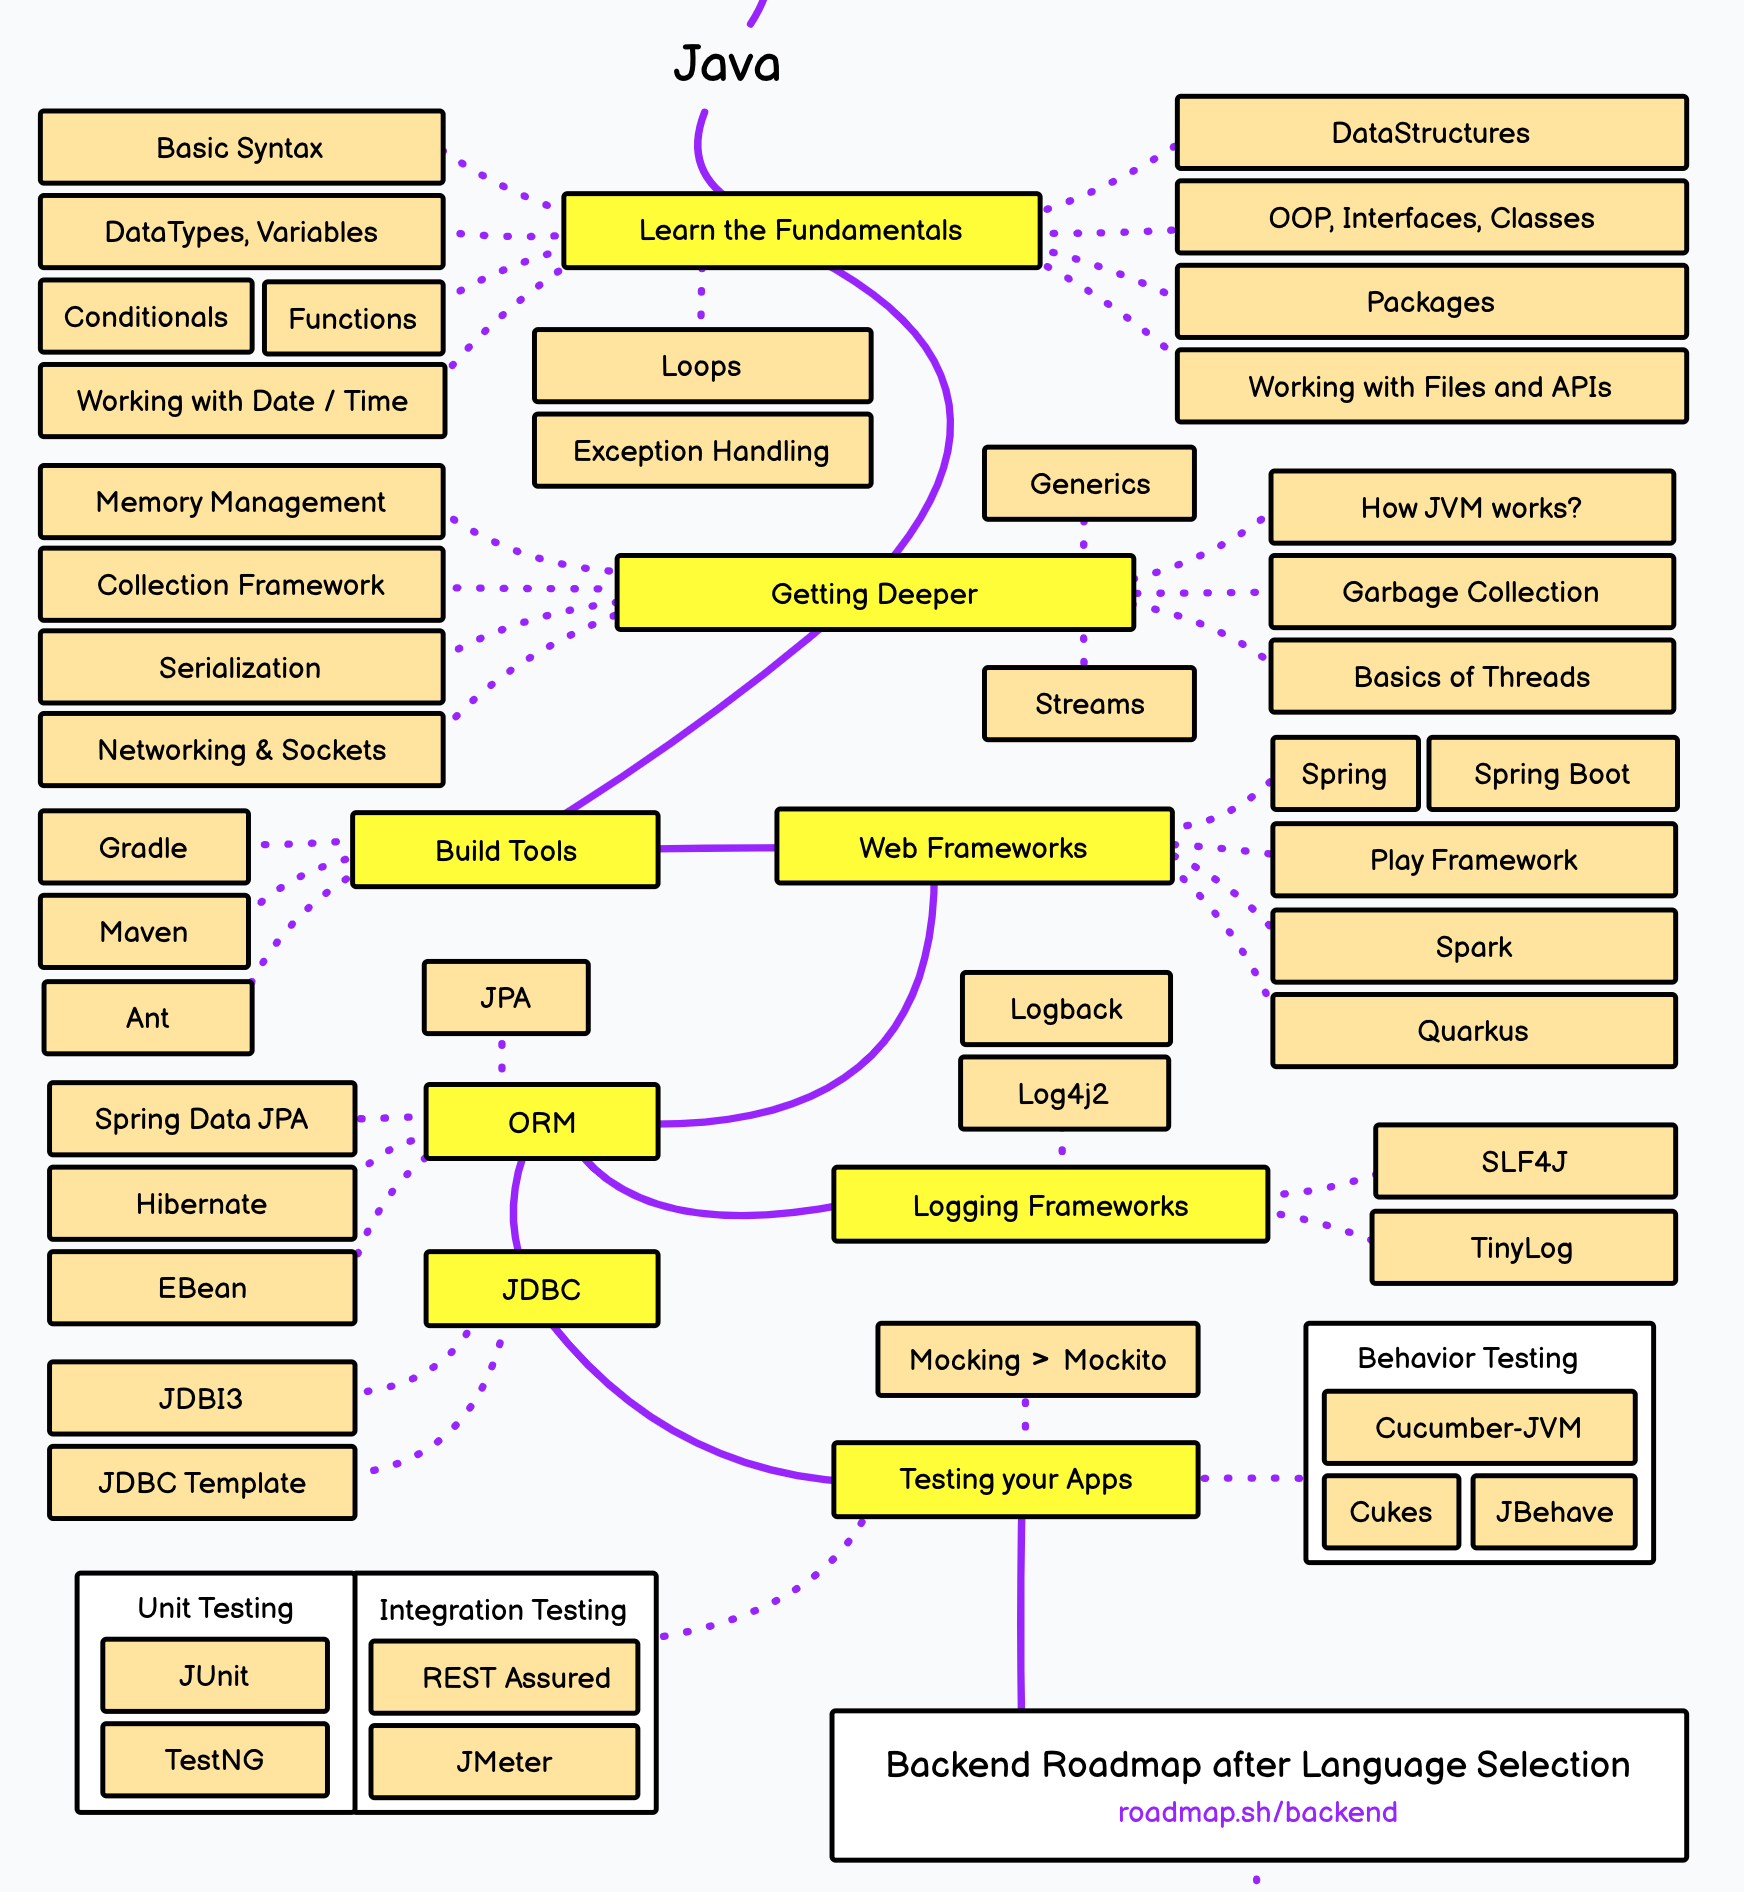 Java
Basic Syntax
DataTypes, Variables
Conditionals
Functions
Working with Date / Time
Learn the Fundamentals
Loops
Exception Handling
DataStructures
OOP, Interfaces, Classes
Packages
Working with Files and APIs
Memory Management
Collection Framework
Serialization
Networking & Sockets
Generics
Getting Deeper
Streams
How JVM works?
Garbage Collection
Basics of Threads
Gradle
Maven
Ant
Build Tools
Web Frameworks
Spring
Spring Boot
Play Framework
Spark
Quarkus
JPA
Spring Data JPA
Hibernate
EBean
ORM
Logback
Log4j2
Logging Frameworks
SLF4J
TinyLog
JDBC
JDBI3
JDBC Template
Mocking > Mockito
Testing your Apps
Behavior Testing
Cucumber-JVM
Cukes
JBehave
Unit Testing
JUnit
TestNG
Integration Testing
REST Assured
JMeter
Backend Roadmap after Language Selection
roadmap.sh/backend